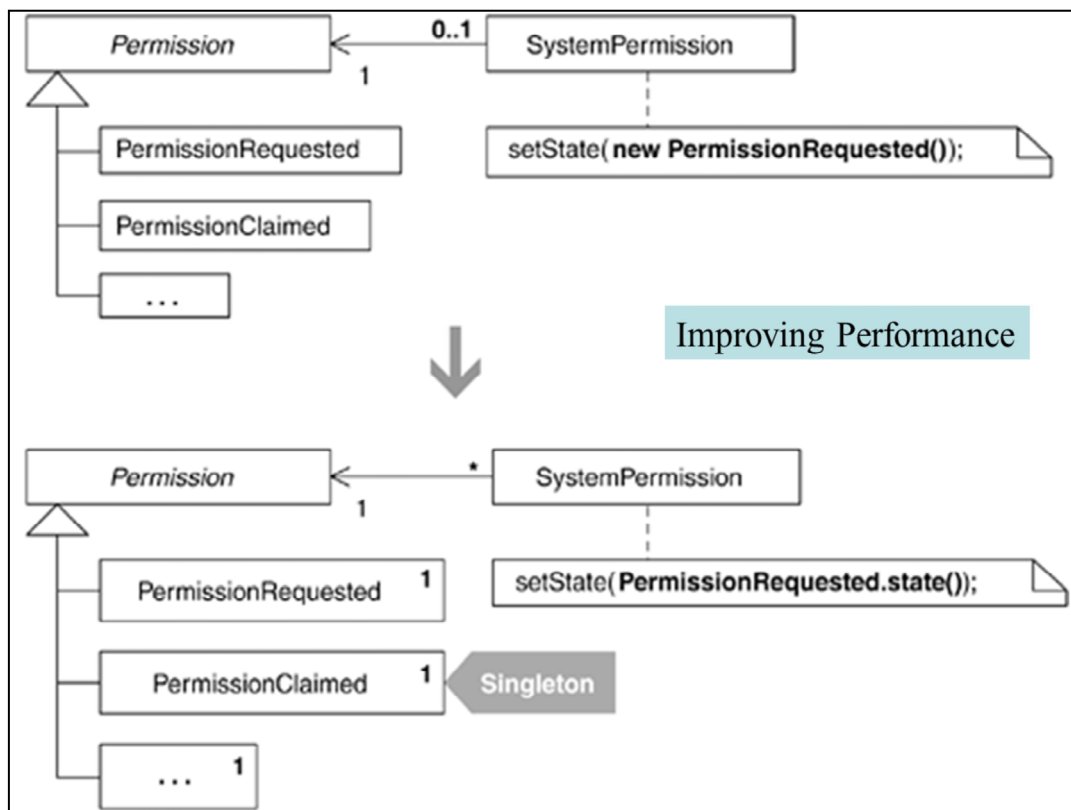 Permission
0..1
SystemPermission
1
PermissionRequested
setState( new PermissionRequested());
PermissionClaimed
...
Improving Performance
Permission
*
SystemPermission
1
PermissionRequested 1
setState( PermissionRequested.state());
PermissionClaimed 1
Singleton
... 1